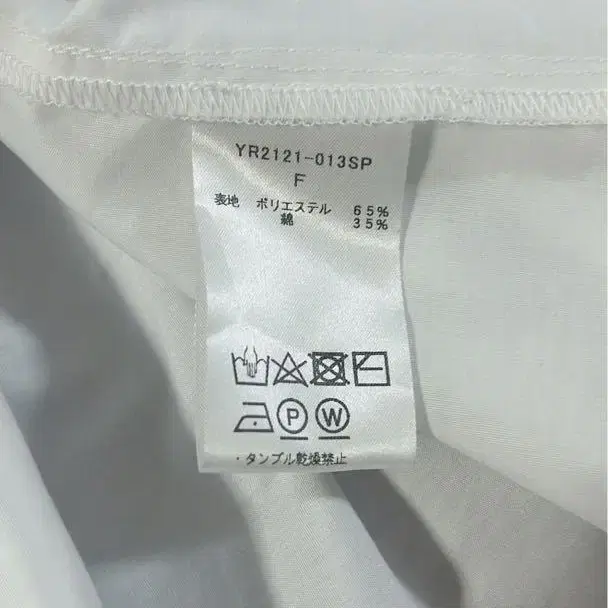 YR2121-013SP
F
表地 ポリエステル 65%
綿 35%
P W
・タンブル乾燥禁止